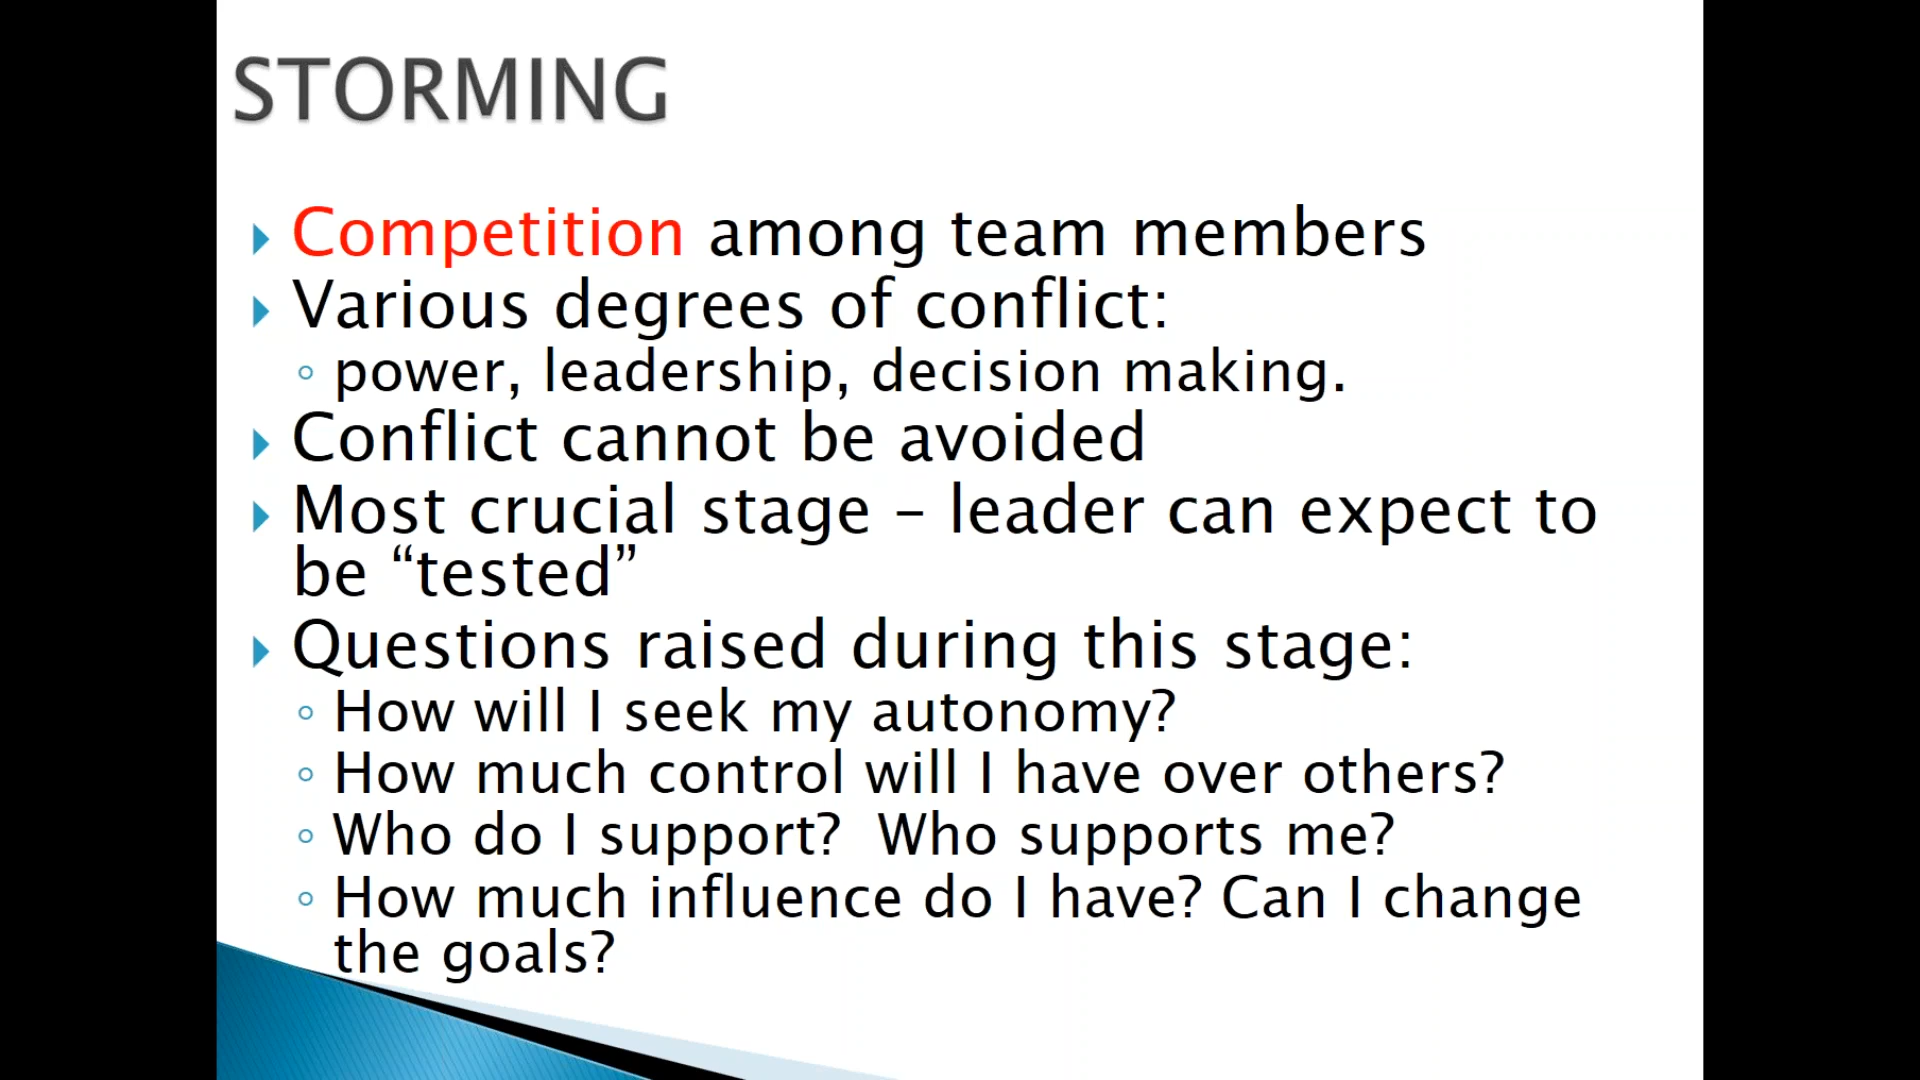 STORMING
Competition among team members
Various degrees of conflict:
power, leadership, decision making.
Conflict cannot be avoided
Most crucial stage – leader can expect to
be “tested”
Questions raised during this stage:
How will I seek my autonomy?
How much control will I have over others?
Who do I support?  Who supports me?
How much influence do I have? Can I change
the goals?